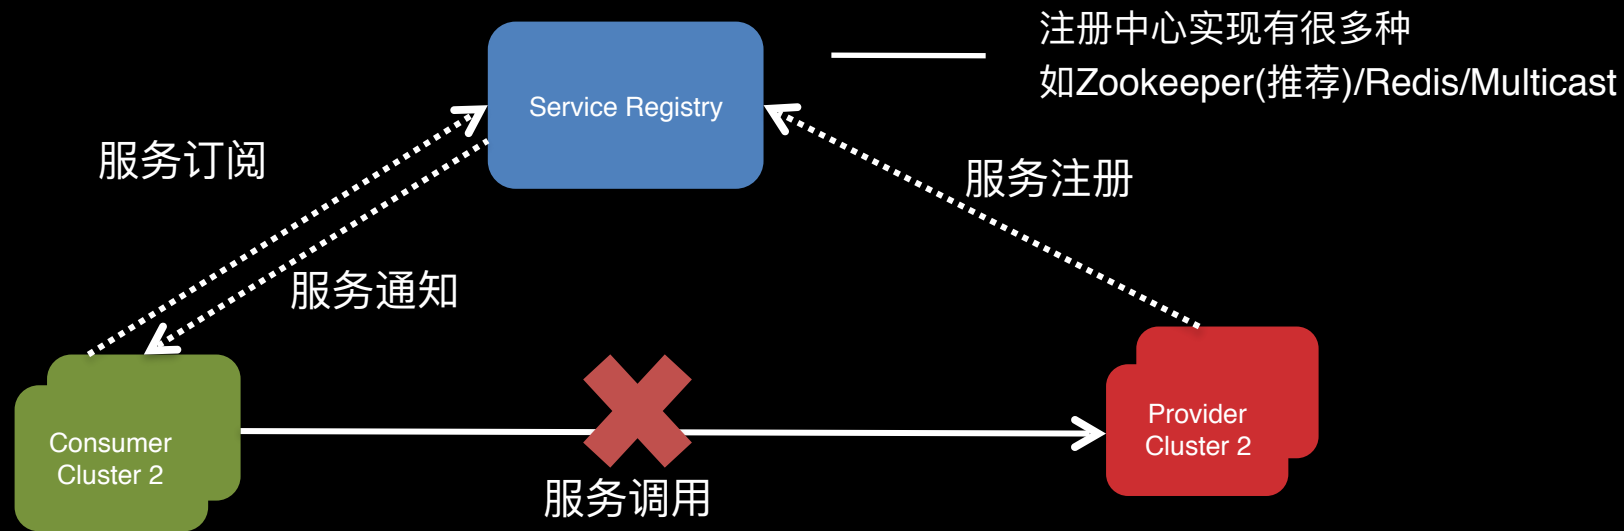 注册中心实现有很多种
如Zookeeper(推荐)/Redis/Multicast
Service Registry
服务订阅
服务注册
服务通知
Consumer
Cluster 2
Provider
Cluster 2
服务调用